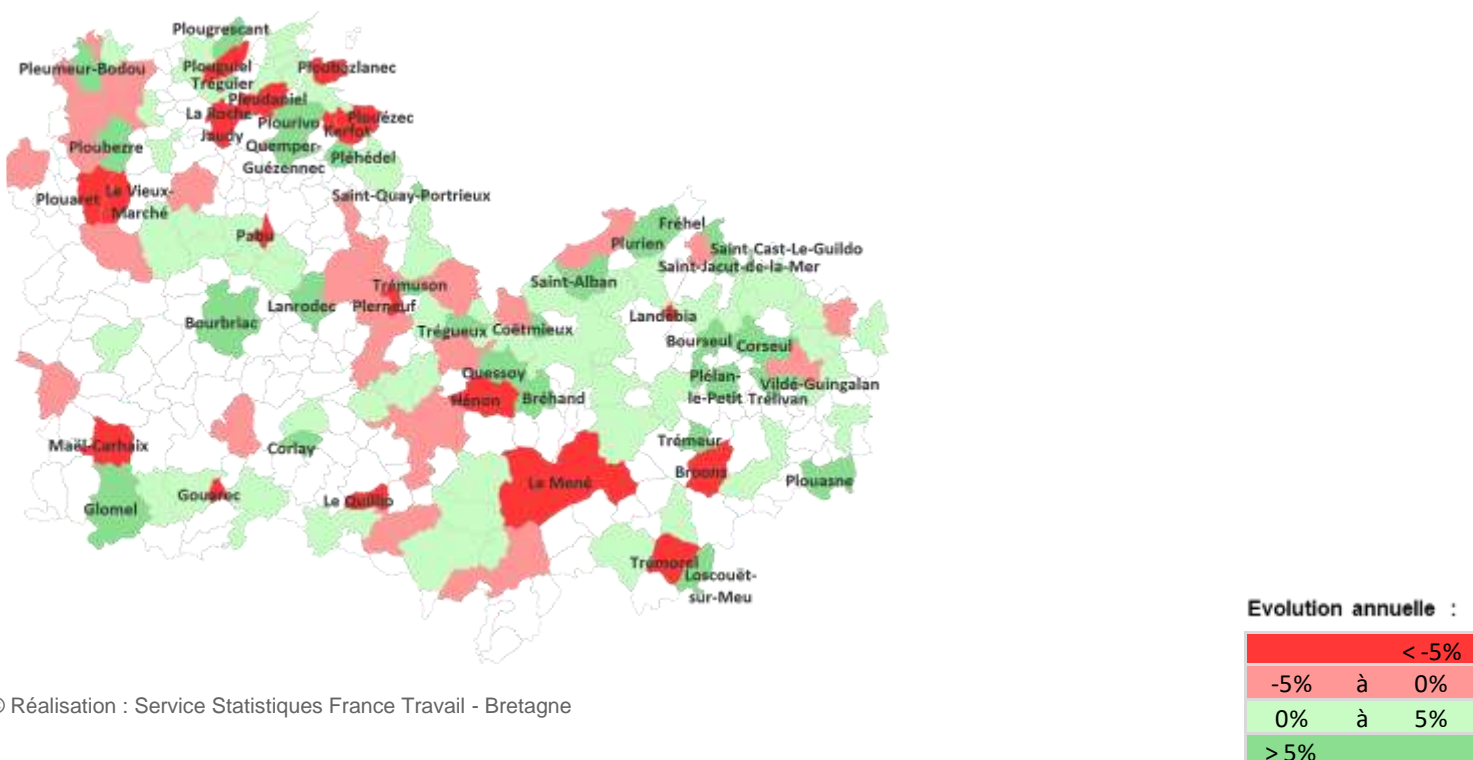 Plougrescant
Pleumeur-Bodou
Plouguiel
Ploubazlanec
Tréguier
Pleudaniel
La Roche
Jaudy
Plourivo
Plouézec
Kerfot
Ploubezre
Quemper-
Guézennec
Pléhédel
Plouaret
Le Vieux-
Marché
Saint-Quay-Portrieux
Pabu
Fréhel
Plurien
Saint-Cast-Le-Guildo
Saint-Jacut-de-la-Mer
Trémuson
Saint-Alban
Lanrodec
Plerneuf
Bourbriac
Landébia
Trégueux
Coëtmieux
Bourseul
Corseul
Quessoy
Plélan-
le-Petit
Vildé-Guingalan
Trélivan
Hénon
Bréhand
Maël-Carhaix
Corlay
Trémeur
Broons
Le Mené
Plouasne
Gouarec
Le Quillio
Glomel
Trémorel
Loscouët-
sur-Meu
Evolution annuelle :
< -5%
-5% à 0%
0% à 5%
> 5%
© Réalisation : Service Statistiques France Travail - Bretagne